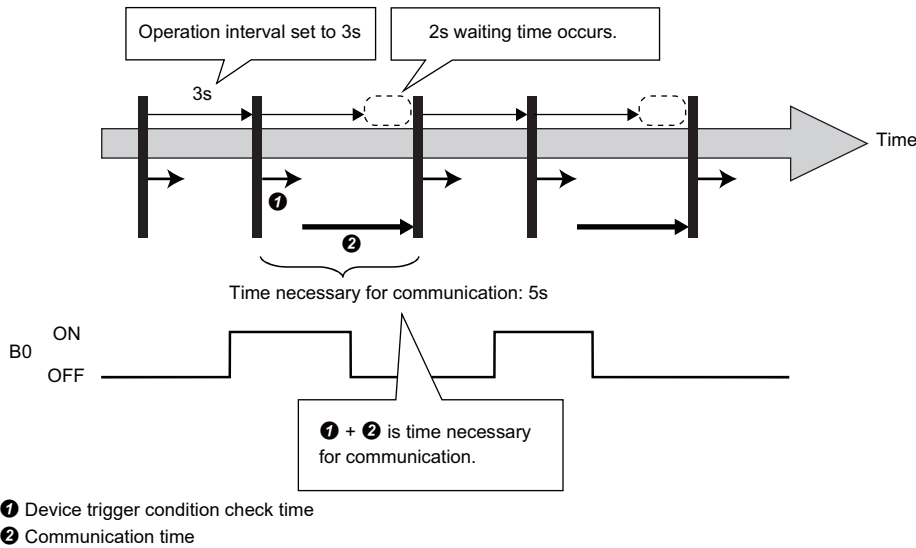 Operation interval set to 3s
2s waiting time occurs.
3s
Time
❶
❷
Time necessary for communication: 5s
ON
B0
OFF
❶ + ❷ is time necessary
for communication.
❶ Device trigger condition check time
❷ Communication time